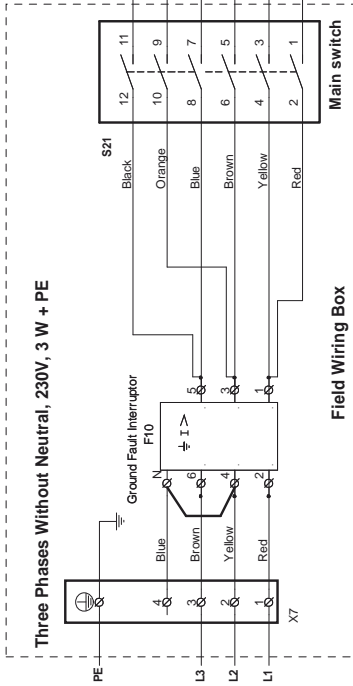 Three Phases Without Neutral, 230V, 3 W + PE
PE
L3
L2
L1
4
3
2
1
X7
Blue
Brown
Yellow
Red
Ground Fault Interruptor
F10
I >
N
6
4
2
5
3
1
S21
Black
Orange
Blue
Brown
Yellow
Red
12
10
8
6
4
2
11
9
7
5
3
1
Main switch
Field Wiring Box